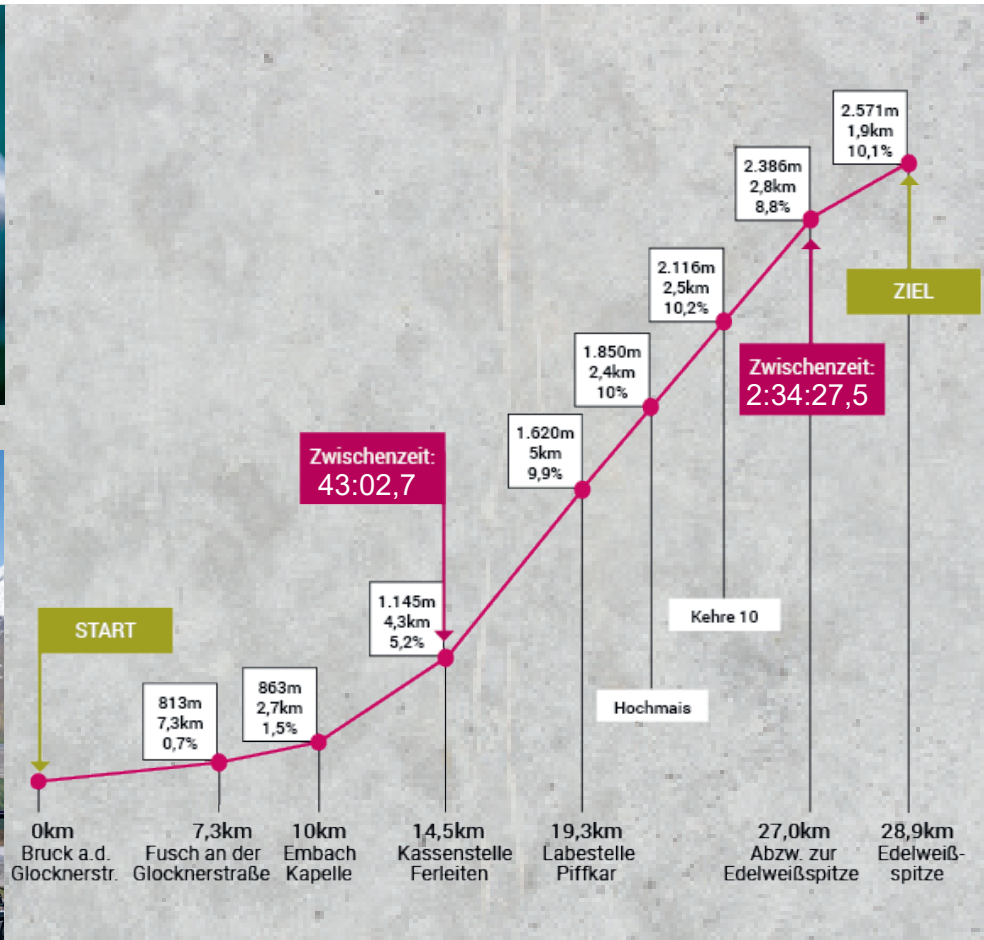 2.571m
1,9km
10,1%
2.386m
2,8km
8,8%
2.116m
2,5km
10,2%
ZIEL
1.850m
2,4km
10%
Zwischenzeit:
2:34:27,5
1.620m
5km
9,9%
Zwischenzeit:
43:02,7
1.145m
4,3km
5,2%
START
Kehre 10
863m
2,7km
1,5%
813m
7,3km
0,7%
Hochmais
0km
Bruck a.d.
Glocknerstr.
7,3km
Fusch an der
Glocknerstraße
10km
Embach
Kapelle
14,5km
Kassenstelle
Ferleiten
19,3km
Labestelle
Piffkar
27,0km
Abzw. zur
Edelweißspitze
28,9km
Edelweiß-
spitze